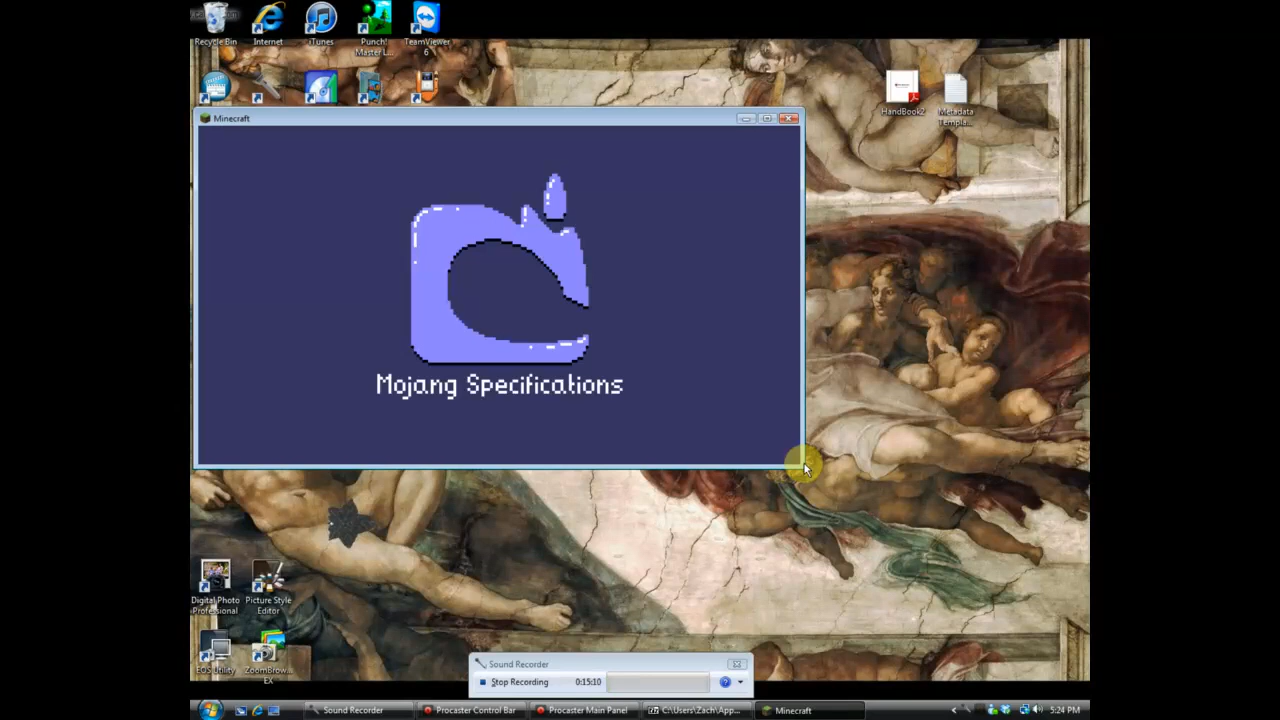 Recycle Bin
Internet
iTunes
Punch!
Master L...
TeamViewer
6
HandBook2
Metadata
Templa...
Minecraft
Mojang Specifications
Digital Photo
Professional
Picture Style
Editor
EOS Utility
ZoomBrow...
EX
Sound Recorder
Stop Recording
0:15:10
Sound Recorder
Procaster Control Bar
Procaster Main Panel
C:\Users\Zach\App...
Minecraft
5:24 PM